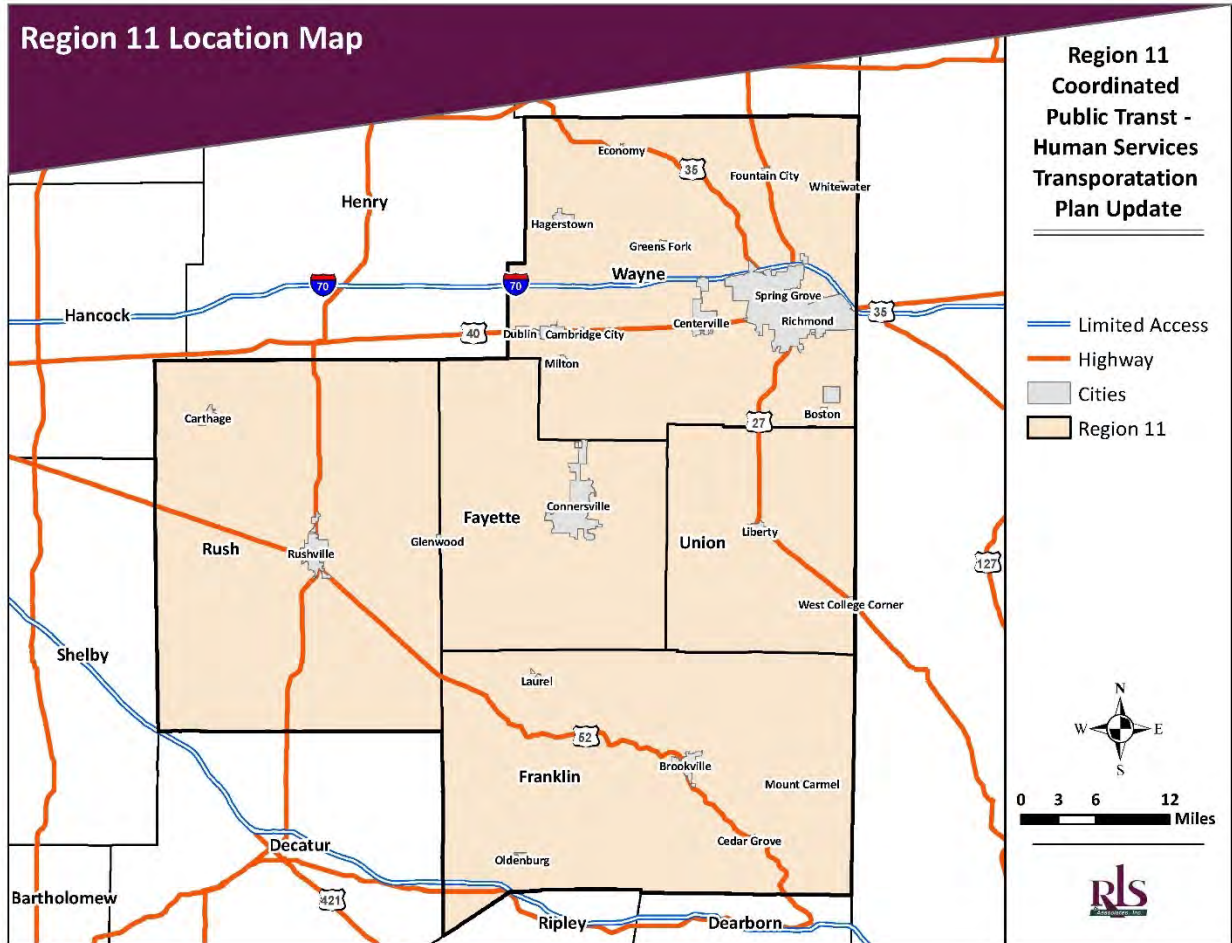 Region 11 Location Map
Region 11
Coordinated
Public Transt -
Human Services
Transporatation
Plan Update
Limited Access
Highway
Cities
Region 11
N
W E
S
0 3 6 12
Miles
RLS
& Associates, Inc.
Economy
35
Fountain City
Whitewater
Henry
Hagerstown
Greens Fork
Wayne
70
70
Spring Grove
Hancock
Richmond
35
40
Dublin
Cambridge City
Centerville
Milton
Carthage
Boston
27
Connersville
Fayette
Liberty
Glenwood
Union
Rush
Rushville
127
West College Corner
Shelby
Laurel
52
Brookville
Franklin
Mount Carmel
Cedar Grove
Decatur
Oldenburg
Bartholomew
421
Ripley
Dearborn